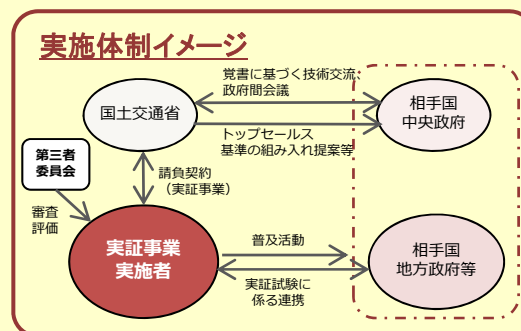 実施体制イメージ
覚書に基づく技術交流、
政府間会議
国土交通省
相手国
中央政府
トップセールス
基準の組み入れ提案等
第三者
委員会
請負契約
（実証事業）
審査
評価
実証事業
実施者
普及活動
相手国
地方政府等
実証試験に
係る連携